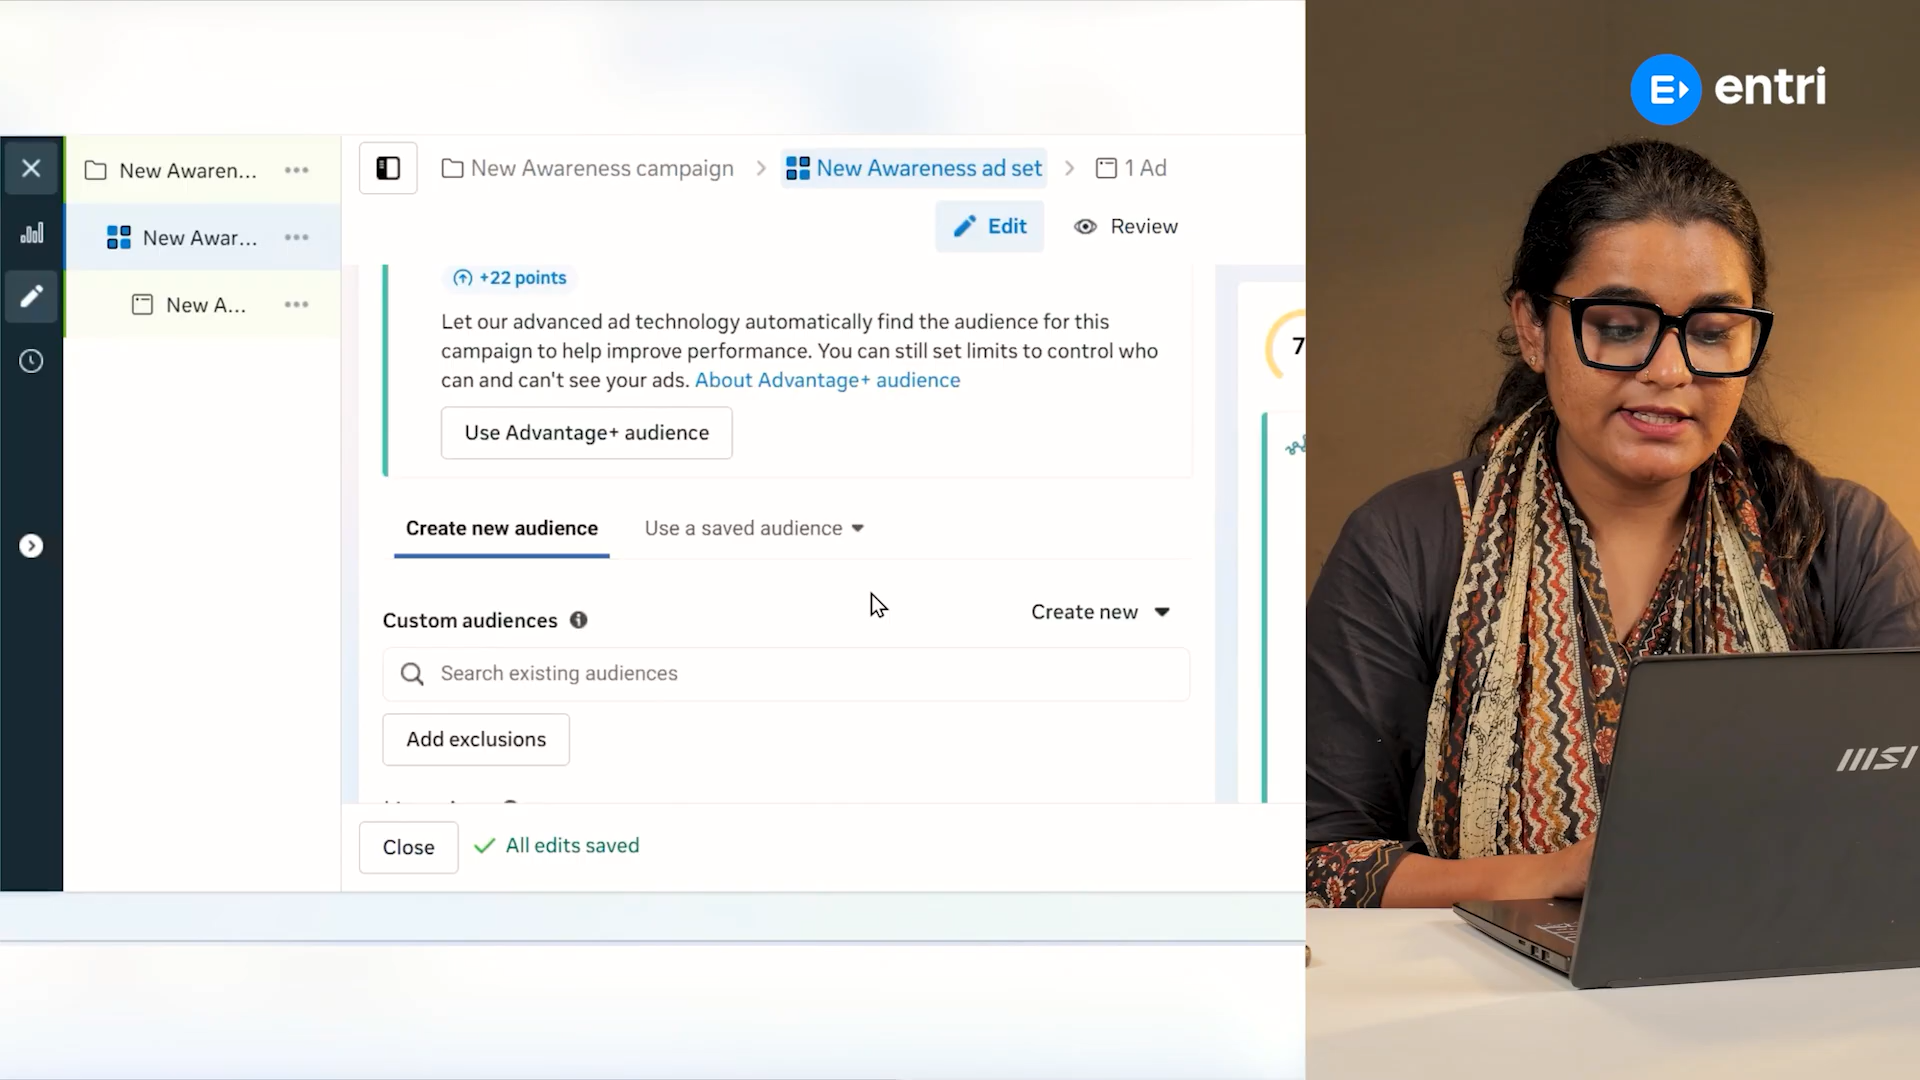 entri
New Awaren...
New Awareness campaign
New Awareness ad set
1 Ad
New Awar...
Edit
Review
New A...
+22 points
Let our advanced ad technology automatically find the audience for this
campaign to help improve performance. You can still set limits to control who
can and can't see your ads. About Advantage+ audience
Use Advantage+ audience
Create new audience
Use a saved audience
Custom audiences
Create new
Search existing audiences
Add exclusions
Close
All edits saved
7
msi